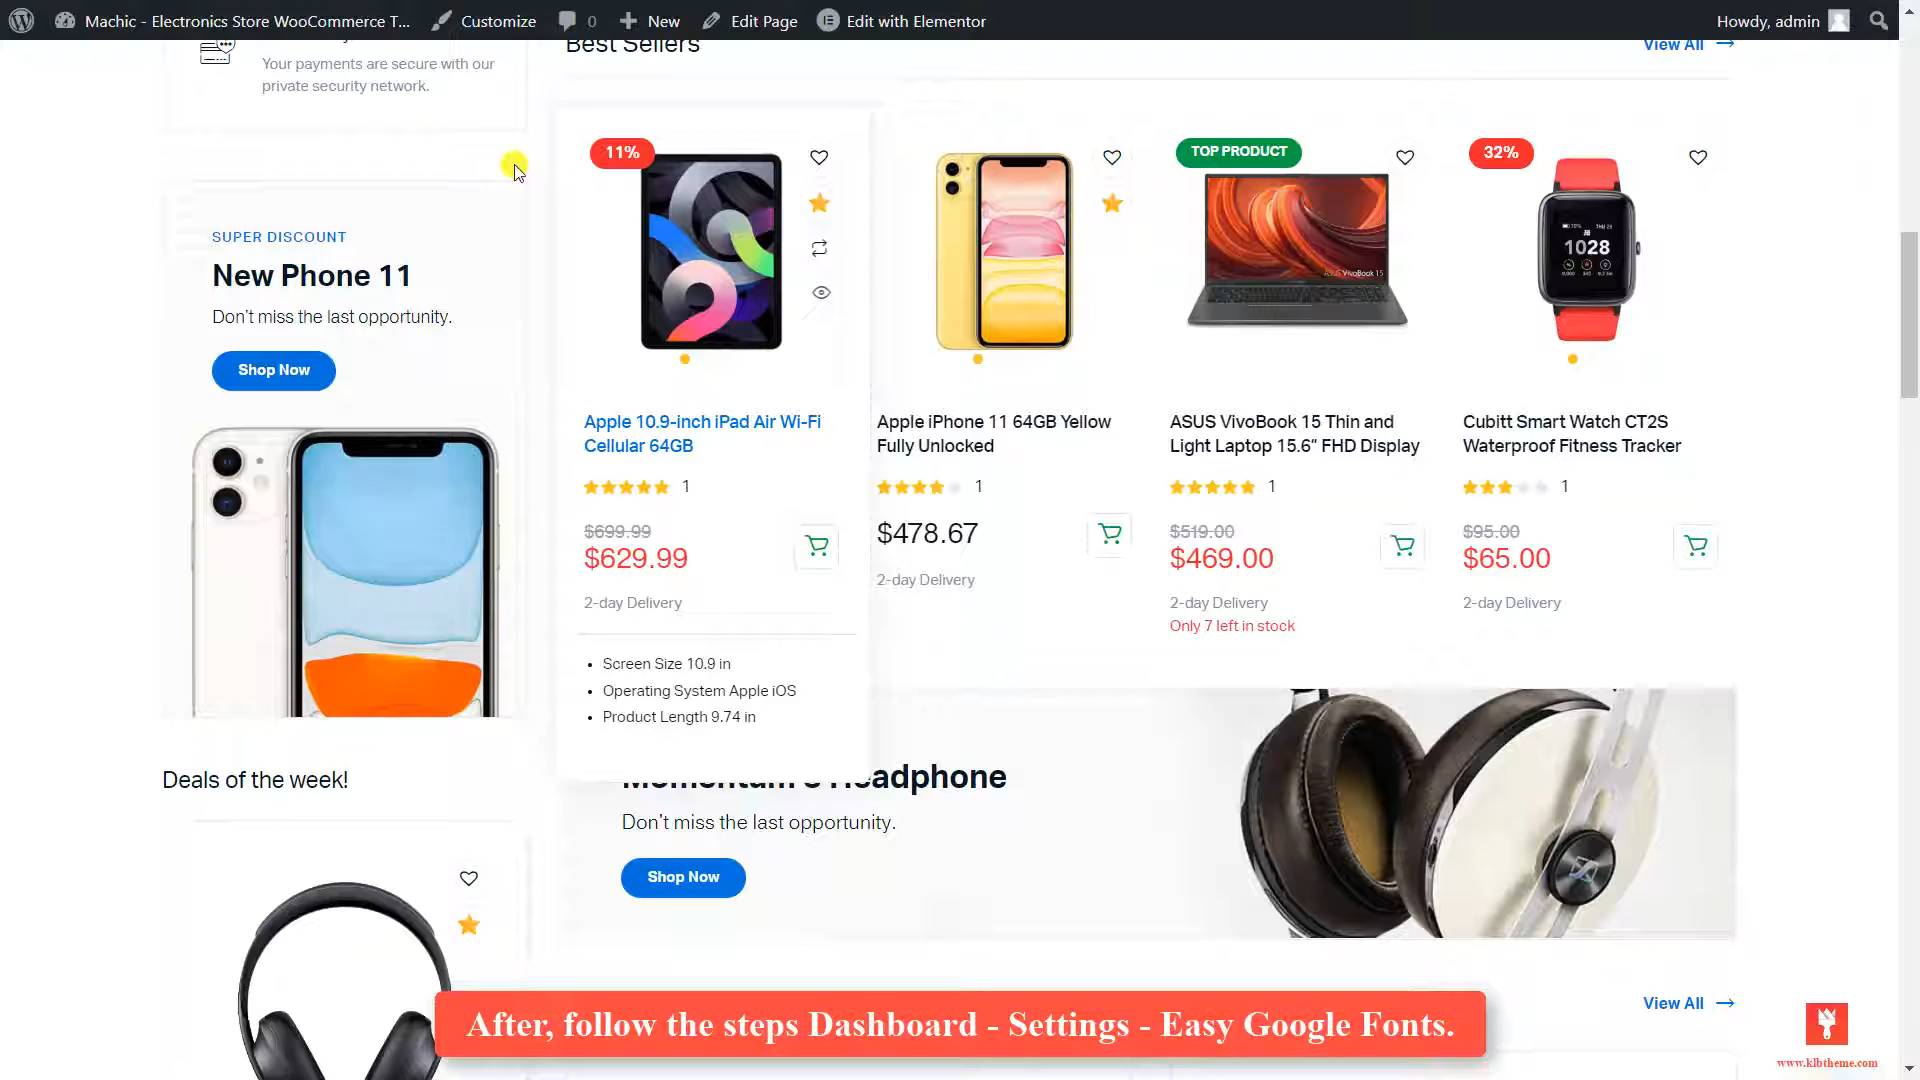 Machic - Electronics Store WooCommerce T...
Customize
0
New
Edit Page
Edit with Elementor
Howdy, admin
Your payments are secure with our
private security network.
Best Sellers
View All
SUPER DISCOUNT
New Phone 11
Don't miss the last opportunity.
Shop Now
11%
Apple 10.9-inch iPad Air Wi-Fi
Cellular 64GB
1
$699.99
$629.99
2-day Delivery
Screen Size 10.9 in
Operating System Apple iOS
Product Length 9.74 in
Apple iPhone 11 64GB Yellow
Fully Unlocked
1
$478.67
2-day Delivery
TOP PRODUCT
ASUS VivoBook 15
ASUS VivoBook 15 Thin and
Light Laptop 15.6" FHD Display
1
$519.00
$469.00
2-day Delivery
Only 7 left in stock
32%
1028
Cubitt Smart Watch CT2S
Waterproof Fitness Tracker
1
$95.00
$65.00
2-day Delivery
Momentum 3 Headphone
Don't miss the last opportunity.
Shop Now
Deals of the week!
View All
After, follow the steps Dashboard - Settings - Easy Google Fonts.
www.klbtheme.com